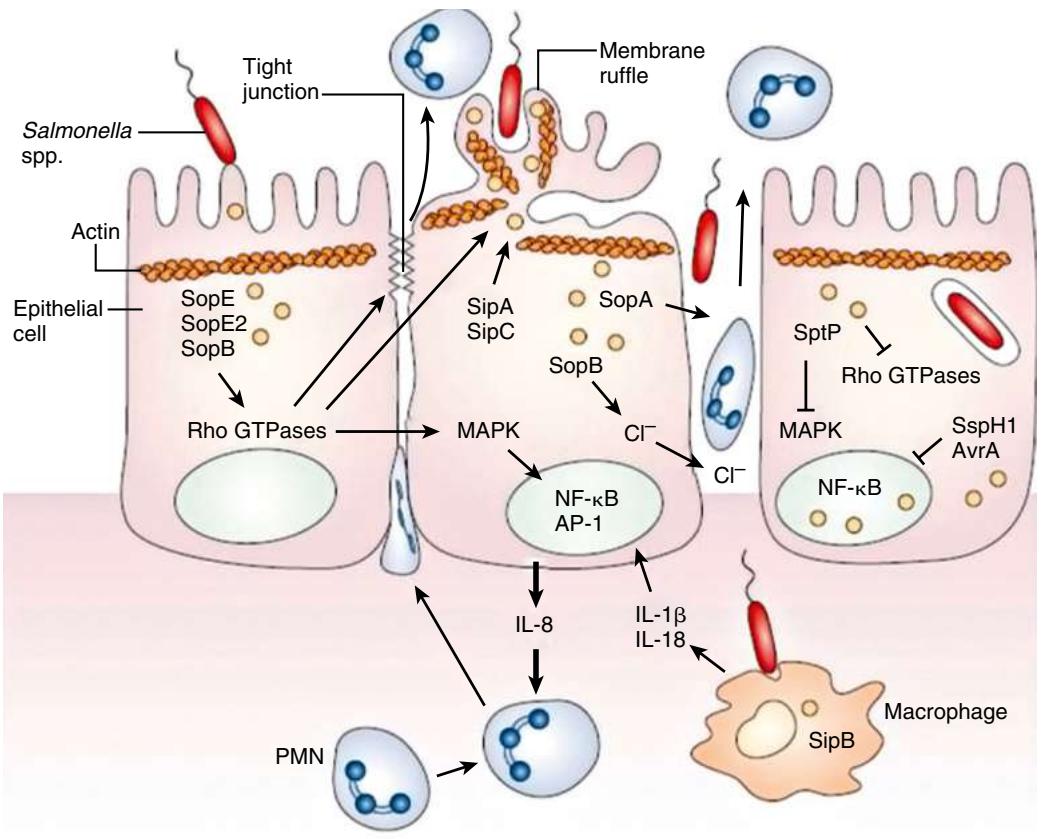 Membrane
ruffle
Tight
junction
Salmonella
spp.
Actin
Epithelial
cell
SopE
SopE2
SopB
Rho GTPases
SipA
SipC
SopA
SopB
MAPK
Cl⁻
Cl⁻
NF-κB
AP-1
SptP
Rho GTPases
MAPK
SspH1
AvrA
NF-κB
IL-8
IL-1β
IL-18
Macrophage
SipB
PMN